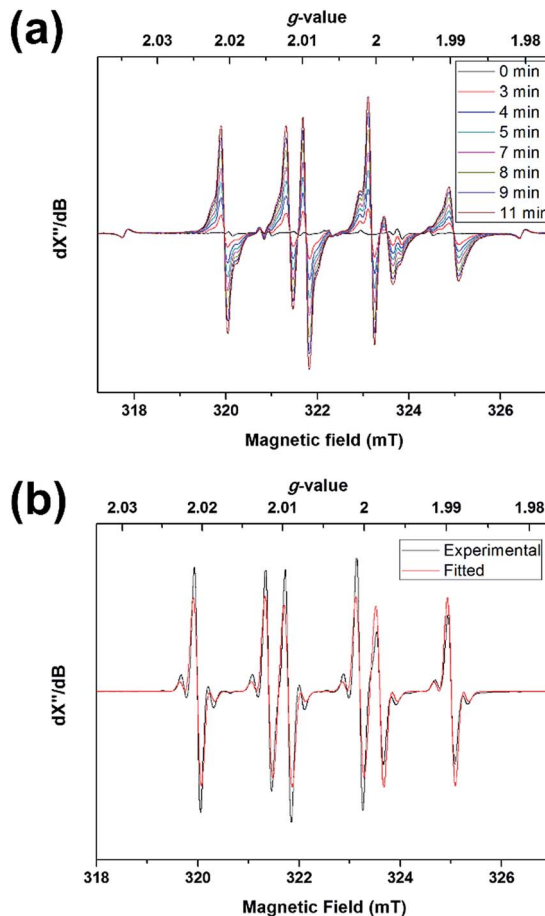 (a)
g-value
2.03 2.02 2.01 2 1.99 1.98
0 min
3 min
4 min
5 min
7 min
8 min
9 min
11 min
dX"/dB
318 320 322 324 326
Magnetic field (mT)
(b)
g-value
2.03 2.02 2.01 2 1.99 1.98
Experimental
Fitted
dX"/dB
318 320 322 324 326
Magnetic Field (mT)